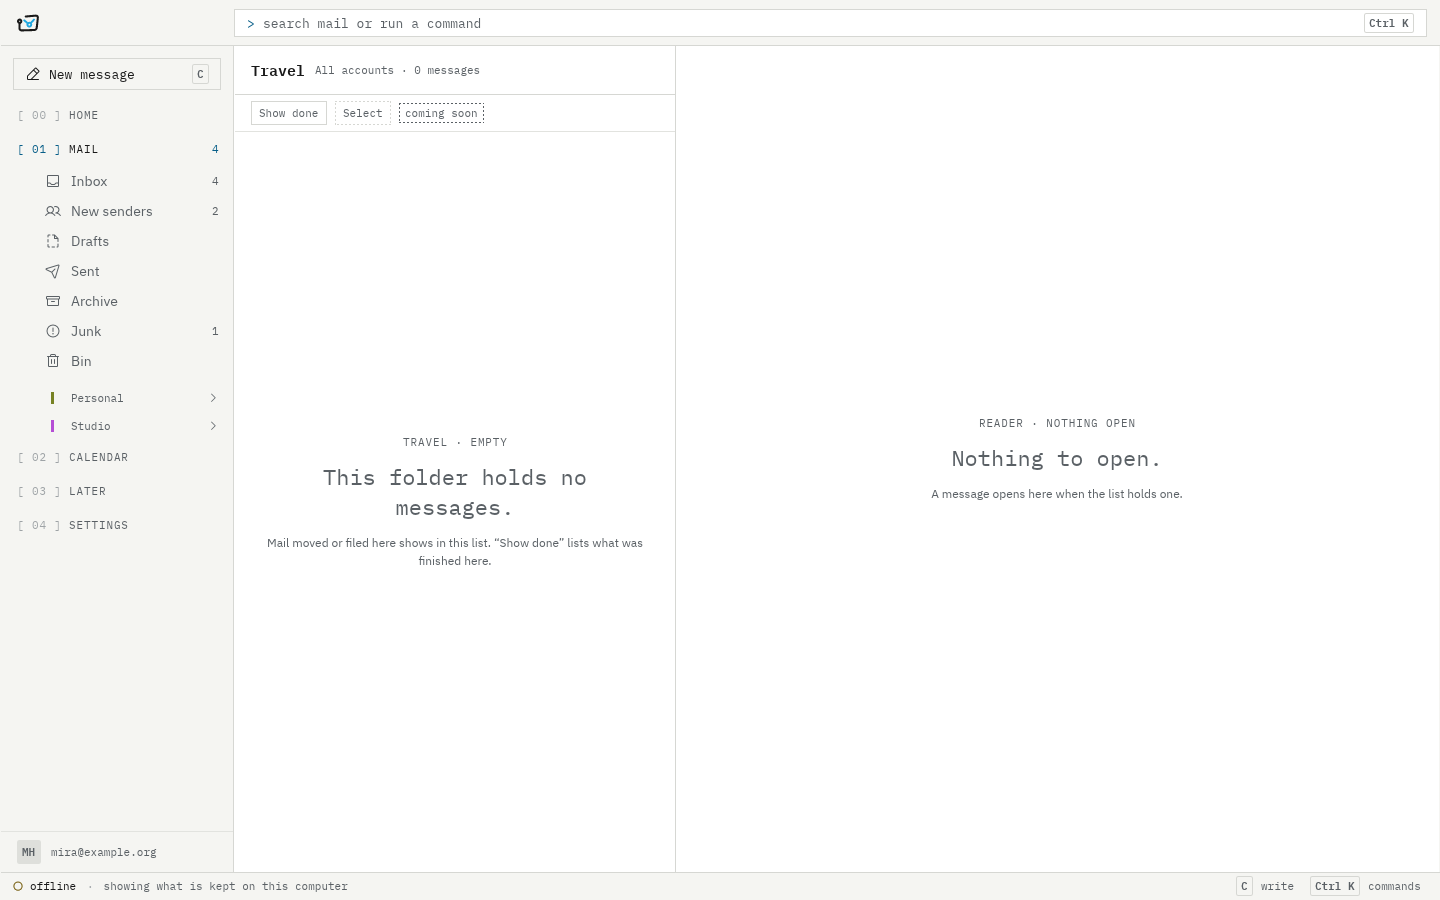 > search mail or run a command Ctrl K
New message C
[ 00 ] HOME
[ 01 ] MAIL 4
Inbox 4
New senders 2
Drafts
Sent
Archive
Junk 1
Bin
Personal
Studio
[ 02 ] CALENDAR
[ 03 ] LATER
[ 04 ] SETTINGS
MH mira@example.org
Travel All accounts · 0 messages
Show done Select coming soon
TRAVEL · EMPTY
This folder holds no
messages.
Mail moved or filed here shows in this list. “Show done” lists what was
finished here.
READER · NOTHING OPEN
Nothing to open.
A message opens here when the list holds one.
offline · showing what is kept on this computer
C write Ctrl K commands